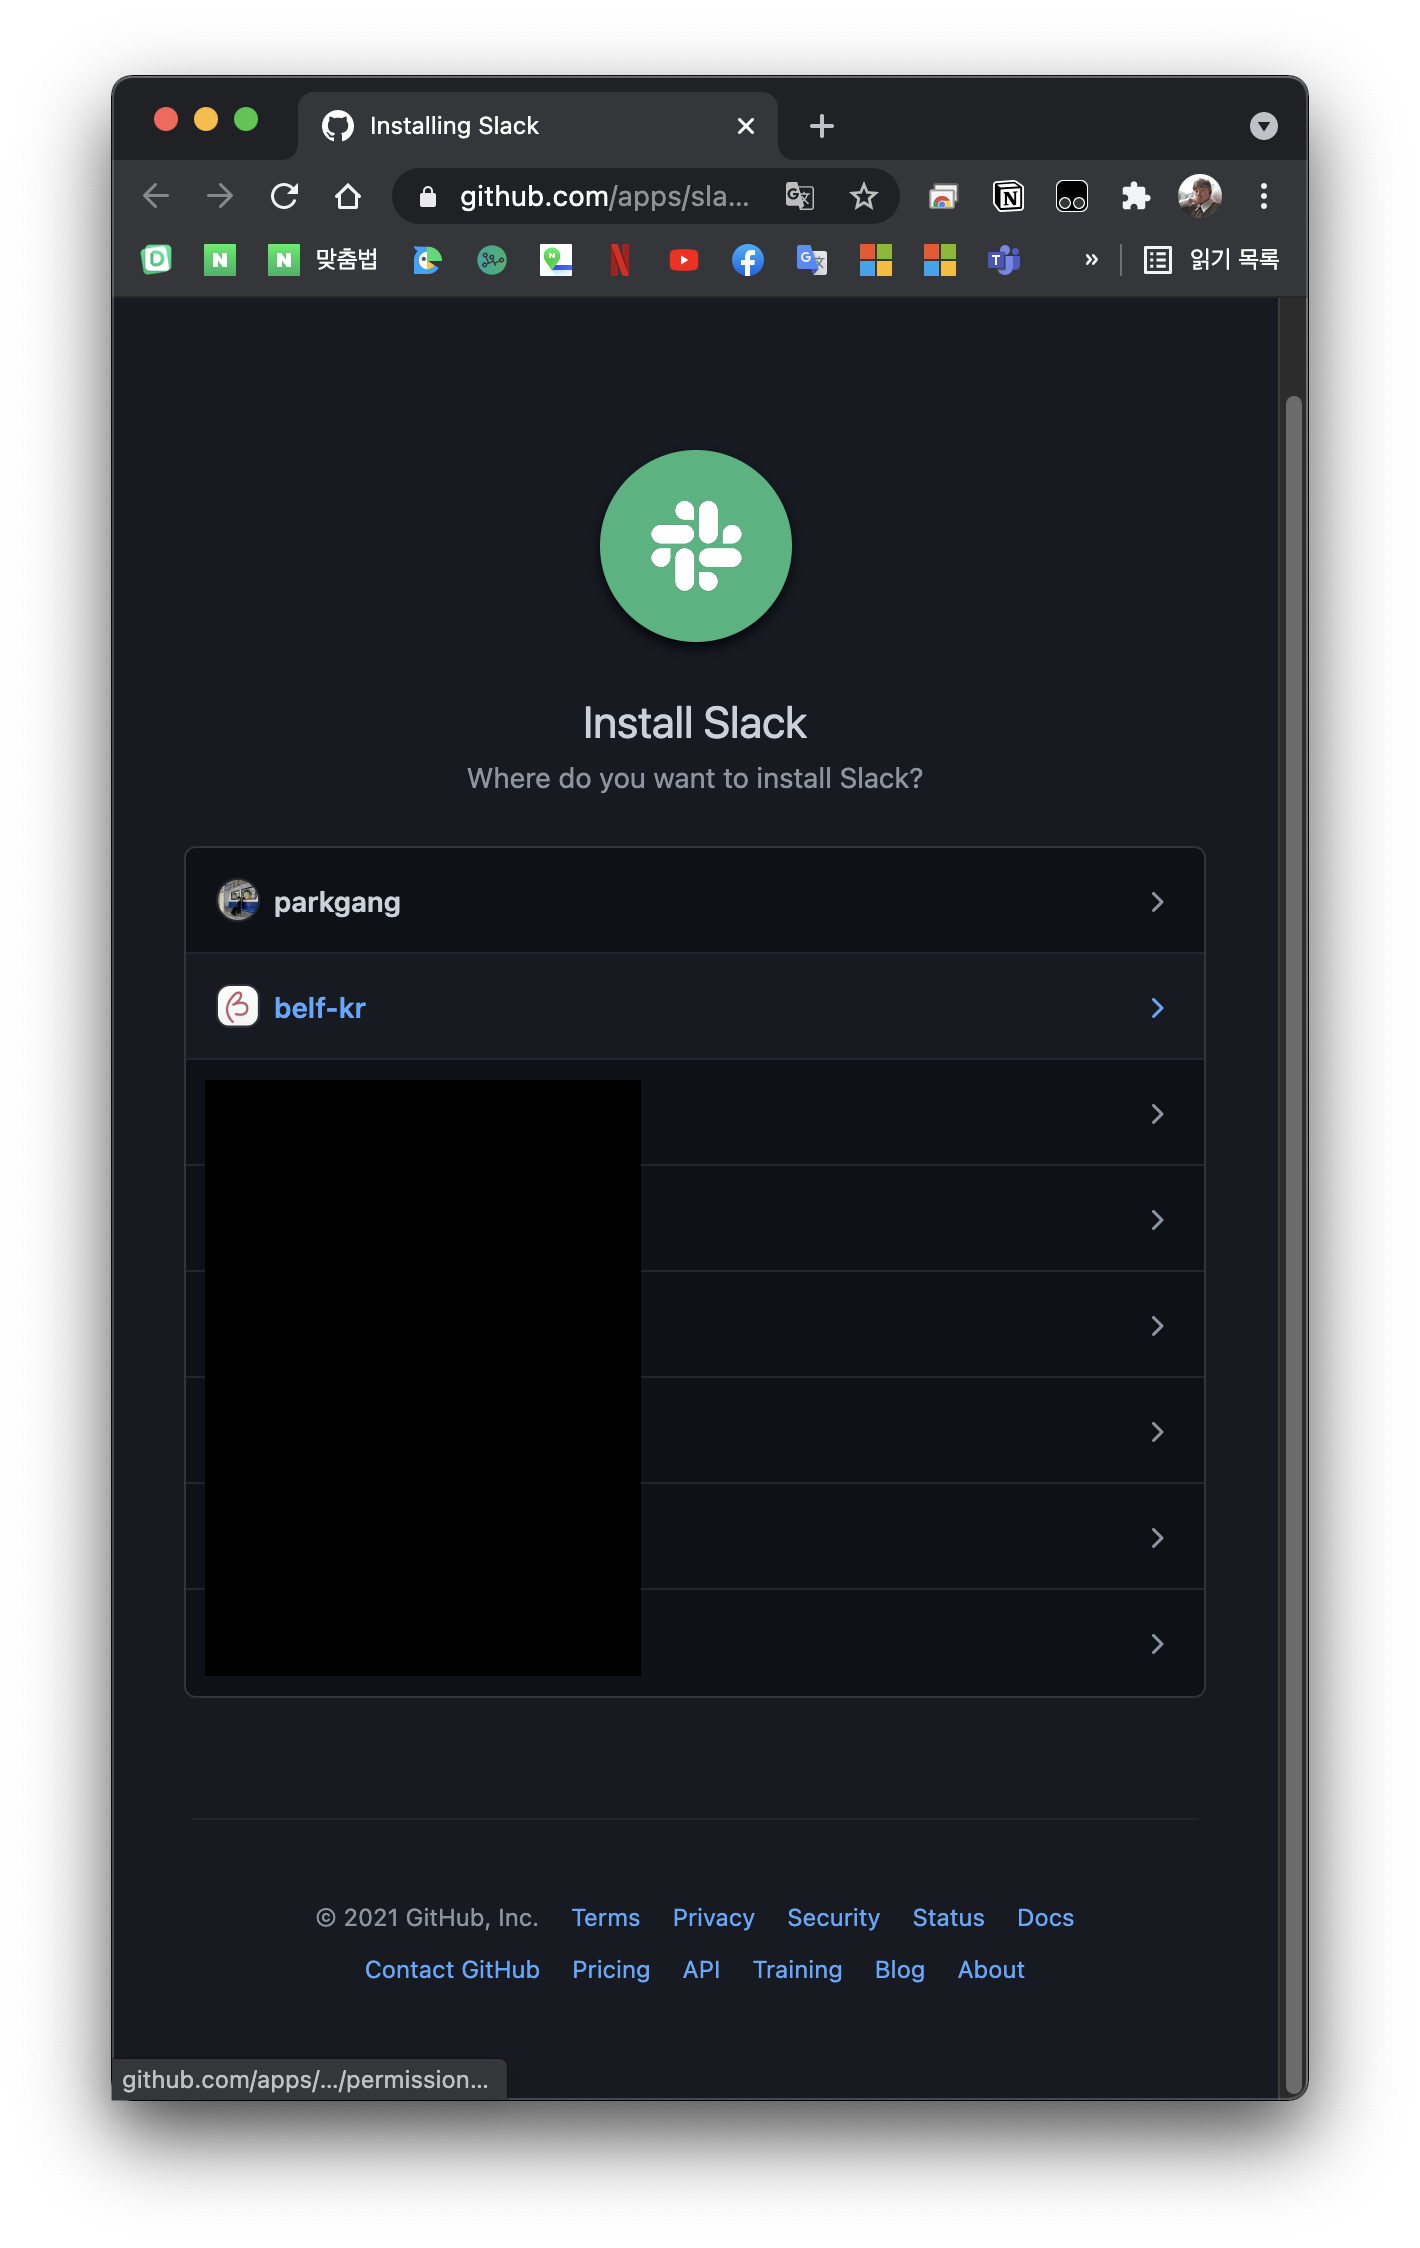 Installing Slack
github.com/apps/sla...
맞춤법
읽기 목록
Install Slack
Where do you want to install Slack?
parkgang
belf-kr
© 2021 GitHub, Inc. Terms Privacy Security Status Docs
Contact GitHub Pricing API Training Blog About
github.com/apps/.../permission...